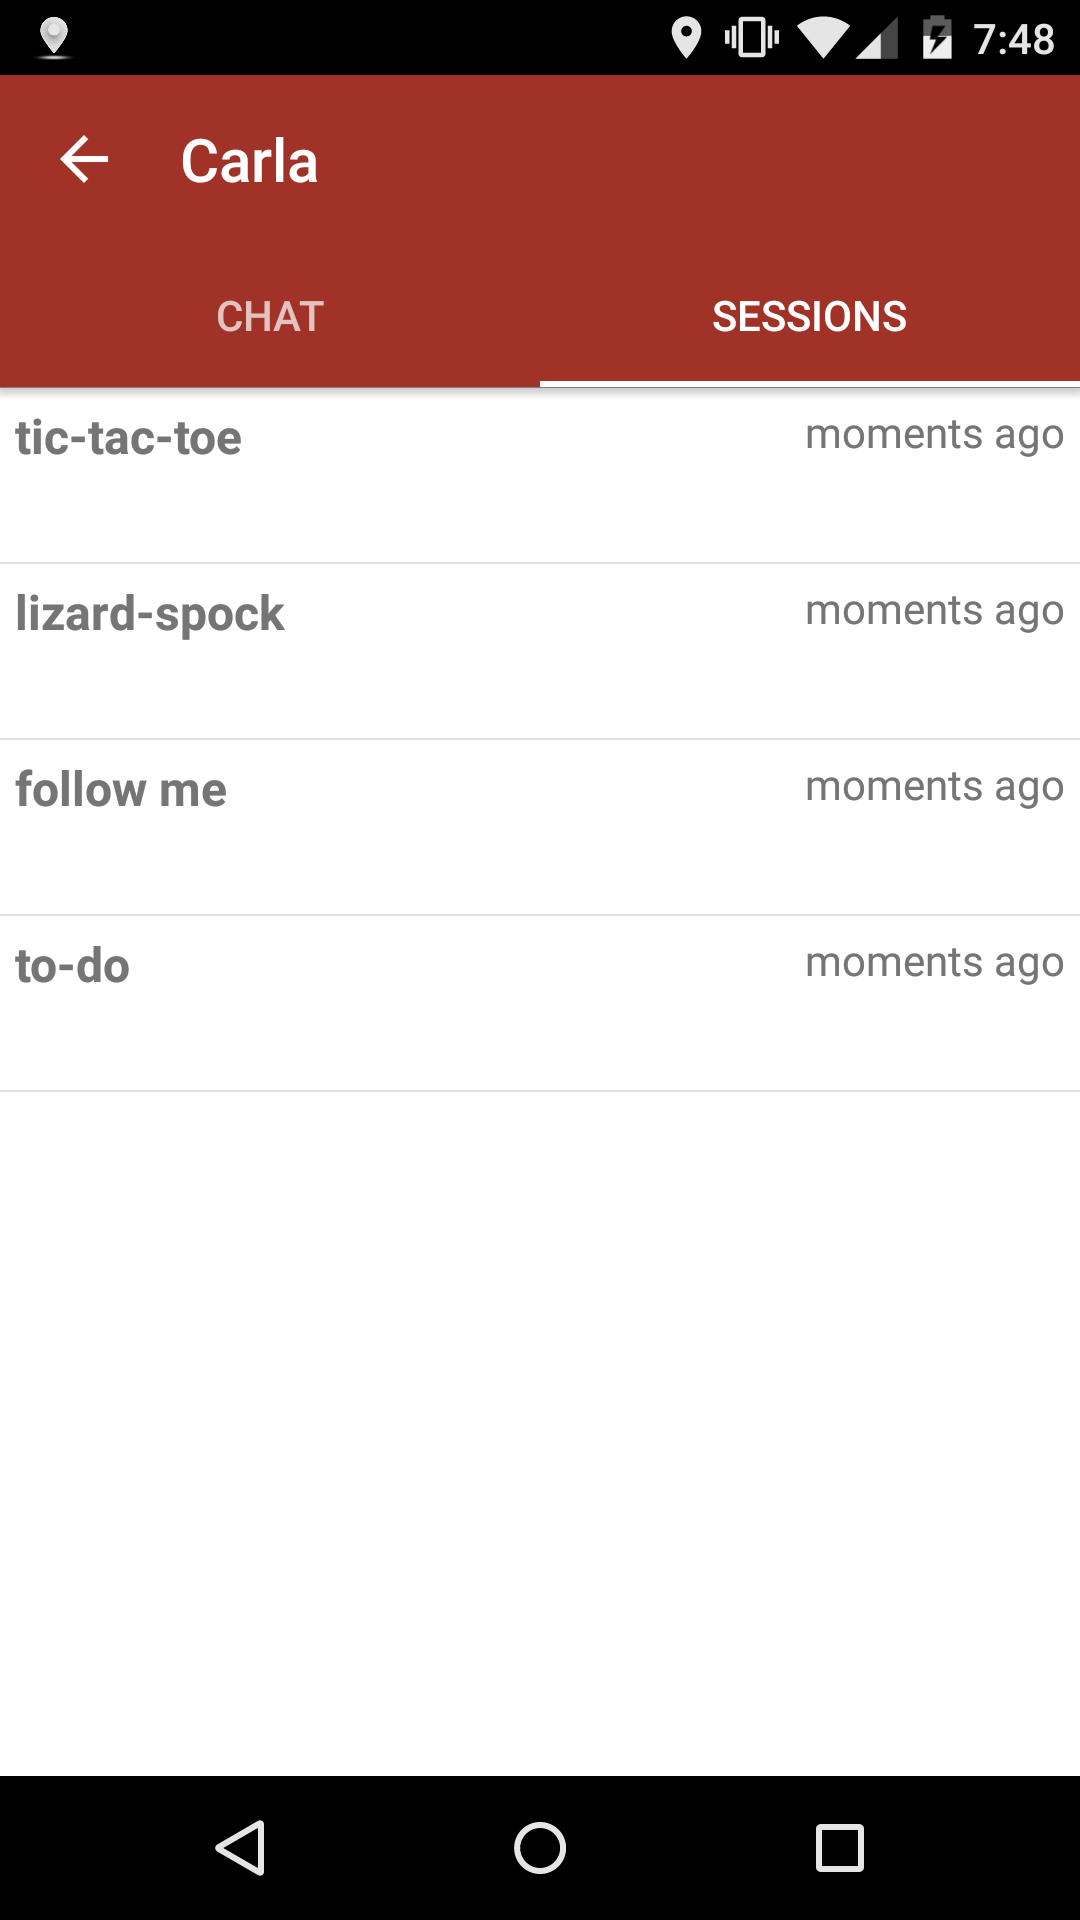 7:48
Carla
CHAT SESSIONS
tic-tac-toe moments ago
lizard-spock moments ago
follow me moments ago
to-do moments ago